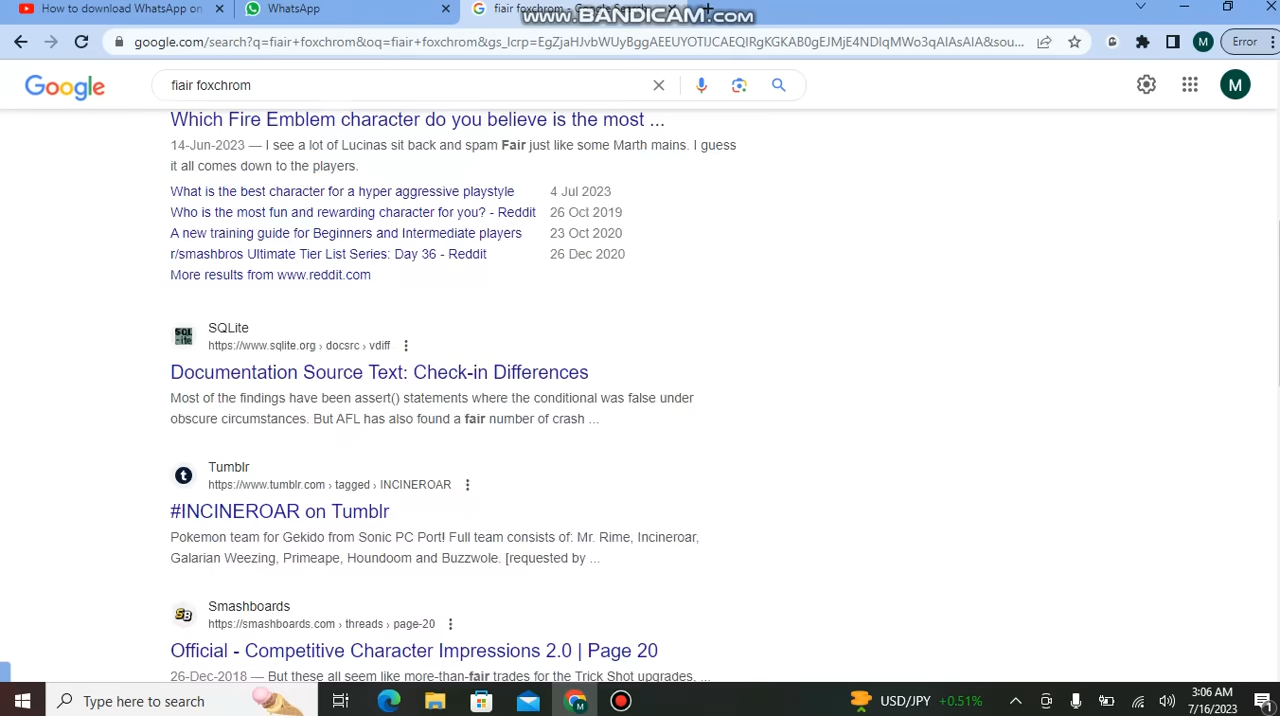 How to download WhatsApp on
WhatsApp
fiair foxchrom - Google Search
www.BANDICAM.com
google.com/search?q=fiair+foxchrom&oq=fiair+foxchrom&gs_lcrp=EgZjaHJvbWUyBggAEEUYOTIJCAEQIRgKGKAB0gEJMjE4NDlqMWo3qAIAsAIA&sou...
M
Error
Google
fiair foxchrom
M
Which Fire Emblem character do you believe is the most ...
14-Jun-2023 — I see a lot of Lucinas sit back and spam Fair just like some Marth mains. I guess
it all comes down to the players.
What is the best character for a hyper aggressive playstyle 4 Jul 2023
Who is the most fun and rewarding character for you? - Reddit 26 Oct 2019
A new training guide for Beginners and Intermediate players 23 Oct 2020
r/smashbros Ultimate Tier List Series: Day 36 - Reddit 26 Dec 2020
More results from www.reddit.com
SQLite
https://www.sqlite.org › docsrc › vdiff
Documentation Source Text: Check-in Differences
Most of the findings have been assert() statements where the conditional was false under
obscure circumstances. But AFL has also found a fair number of crash ...
Tumblr
https://www.tumblr.com › tagged › INCINEROAR
#INCINEROAR on Tumblr
Pokemon team for Gekido from Sonic PC Port! Full team consists of: Mr. Rime, Incineroar,
Galarian Weezing, Primeape, Houndoom and Buzzwole. [requested by ...
Smashboards
https://smashboards.com › threads › page-20
Official - Competitive Character Impressions 2.0 | Page 20
26-Dec-2018 — But these all seem like more-than-fair trades for the Trick Shot upgrades, ...
Type here to search
USD/JPY +0.51%
3:06 AM
7/16/2023
1